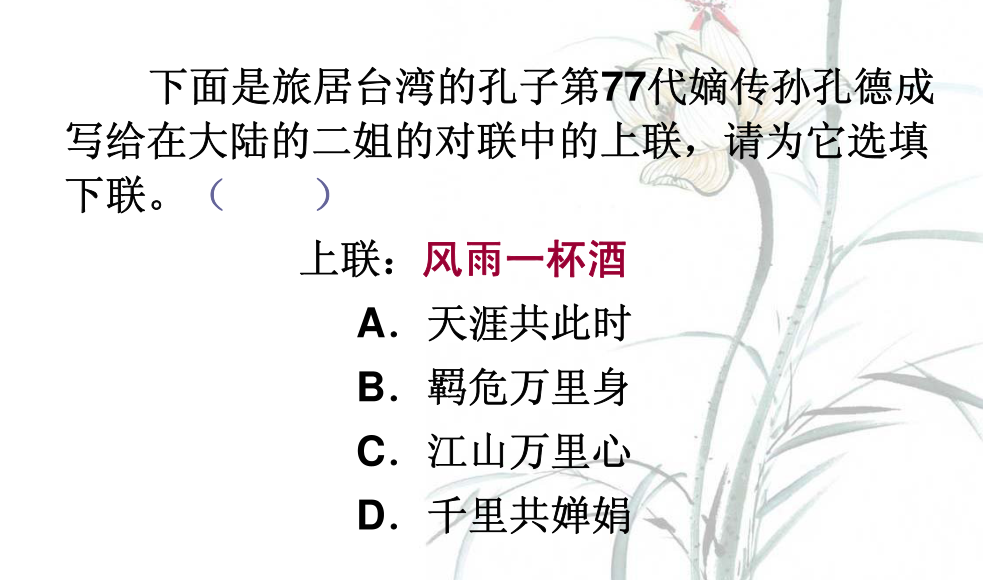 下面是旅居台湾的孔子第77代嫡传孙孔德成
写给在大陆的二姐的对联中的上联，请为它选填
下联。（　　）
上联：风雨一杯酒
A．天涯共此时
B．羁危万里身
C．江山万里心
D．千里共婵娟